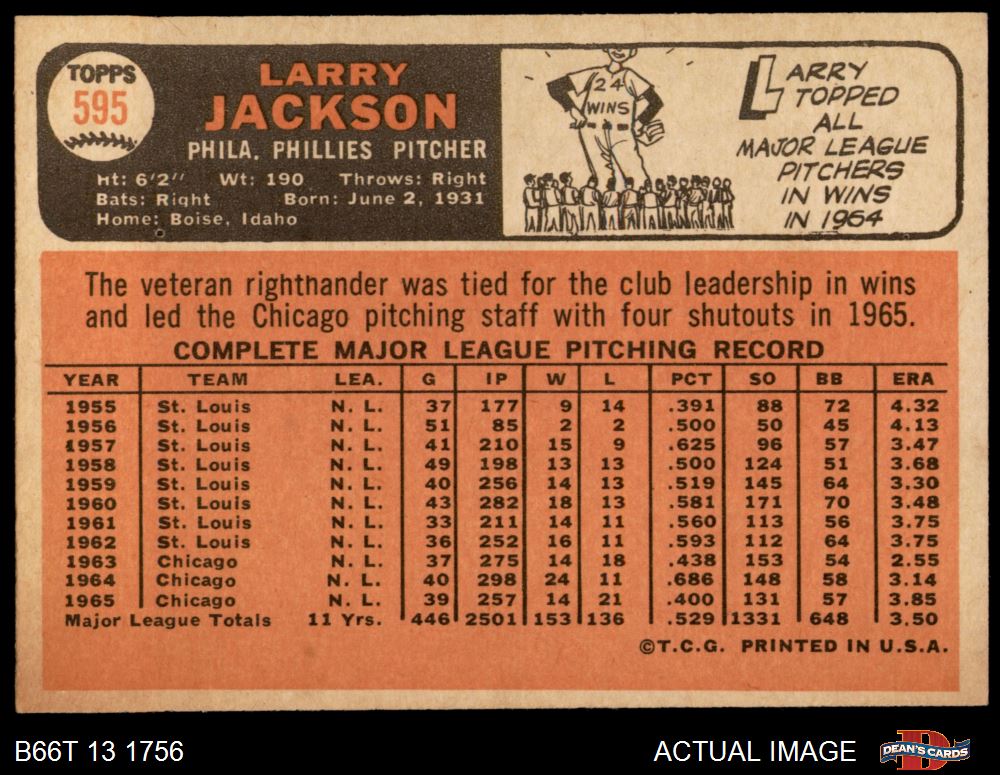 TOPPS
595
LARRY
JACKSON
PHILA. PHILLIES PITCHER
Ht: 6'2" Wt: 190 Throws: Right
Bats: Right Born: June 2, 1931
Home: Boise, Idaho
24
WINS
LARRY
TOPPED
ALL
MAJOR LEAGUE
PITCHERS
IN WINS
IN 1964
The veteran righthander was tied for the club leadership in wins
and led the Chicago pitching staff with four shutouts in 1965.
COMPLETE MAJOR LEAGUE PITCHING RECORD
YEAR TEAM LEA. G IP W L PCT SO BB ERA
1955 St. Louis N. L. 37 177 9 14 .391 88 72 4.32
1956 St. Louis N. L. 51 85 2 2 .500 50 45 4.13
1957 St. Louis N. L. 41 210 15 9 .625 96 57 3.47
1958 St. Louis N. L. 49 198 13 13 .500 124 51 3.68
1959 St. Louis N. L. 40 256 14 13 .519 145 64 3.30
1960 St. Louis N. L. 43 282 18 13 .581 171 70 3.48
1961 St. Louis N. L. 33 211 14 11 .560 113 56 3.75
1962 St. Louis N. L. 36 252 16 11 .593 112 64 3.75
1963 Chicago N. L. 37 275 14 18 .438 153 54 2.55
1964 Chicago N. L. 40 298 24 11 .686 148 58 3.14
1965 Chicago N. L. 39 257 14 21 .400 131 57 3.85
Major League Totals 11 Yrs. 446 2501 153 136 .529 1331 648 3.50
©T.C.G. PRINTED IN U.S.A.
B66T 13 1756
ACTUAL IMAGE
DEAN'S CARDS